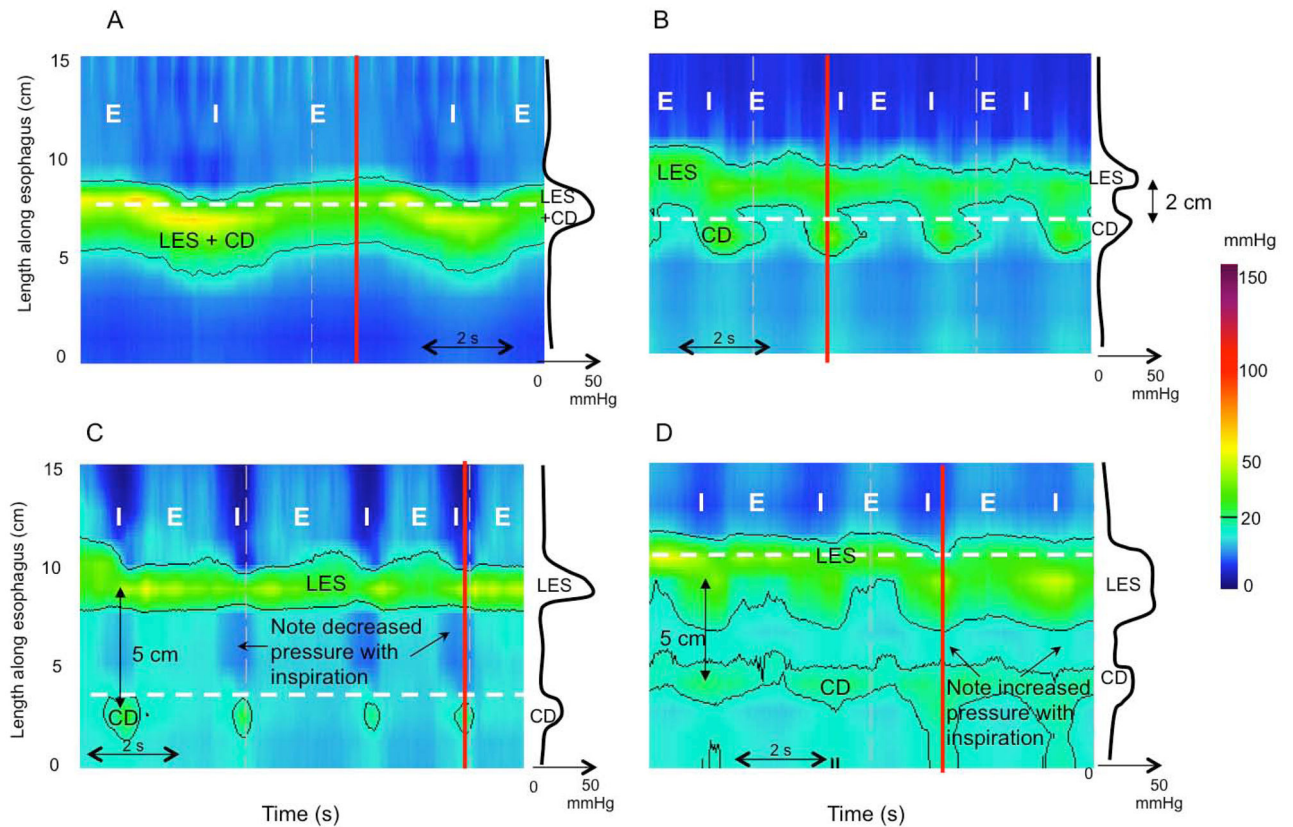 A
15
10
5
0
Length along esophagus (cm)
E I E I E
LES + CD
2 s
LES
+CD
0 50
mmHg
B
E I E I E I E I
LES
CD
2 s
LES
CD
2 cm
0 50
mmHg
mmHg
150
100
50
20
0
C
15
10
5
0
Length along esophagus (cm)
I E I E I E I E
LES
5 cm
Note decreased
pressure with
inspiration
CD
2 s
LES
CD
0 50
mmHg
D
I E I E I E I
LES
5 cm
CD
Note increased
pressure with
inspiration
2 s
LES
CD
0 50
mmHg
Time (s)
Time (s)